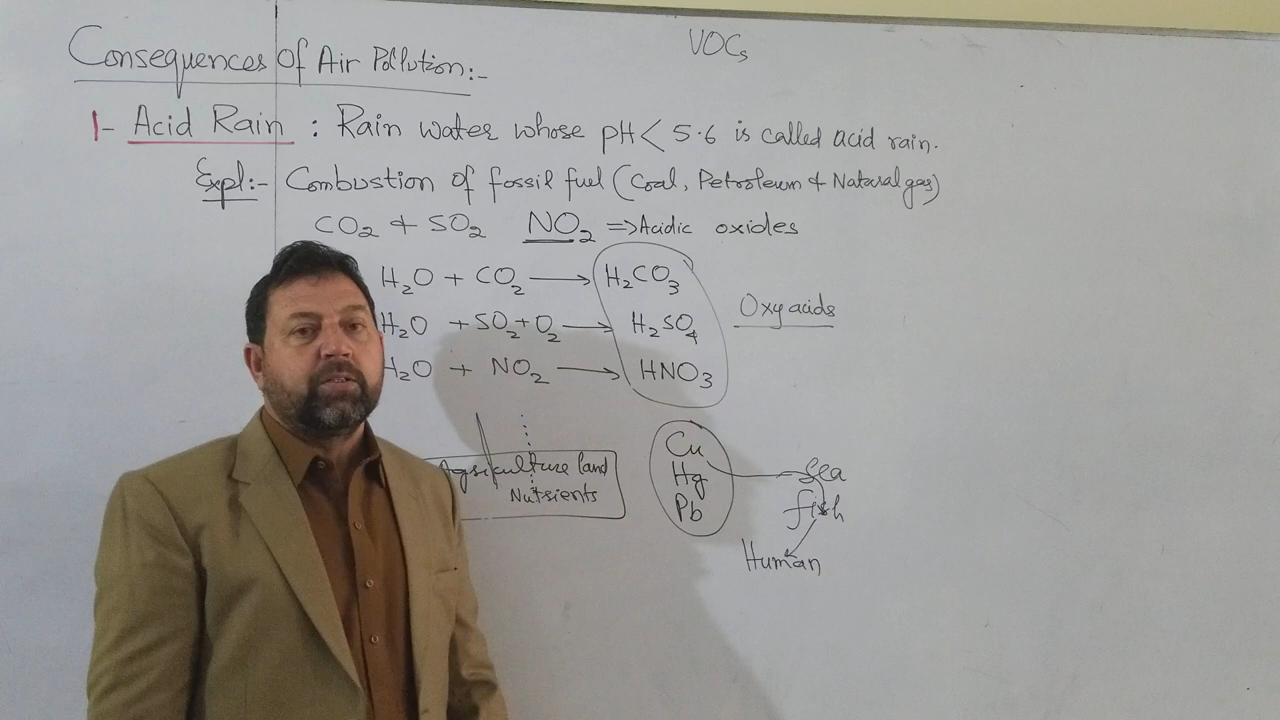 VOCs
Consequences Of Air Pollution:-
1- Acid Rain : Rain water whose pH < 5.6 is called acid rain.
Expl:- Combustion of fossil fuel (Coal, Petroleum & Natural gas)
CO2 + SO2 NO2 => Acidic oxides
H2O + CO2 → H2CO3
Oxyacids
H2O + SO2 + O2 → H2SO4
H2O + NO2 → HNO3
Agriculture land
Nutrients
Cu
Hg
Pb
Sea
fish
Human